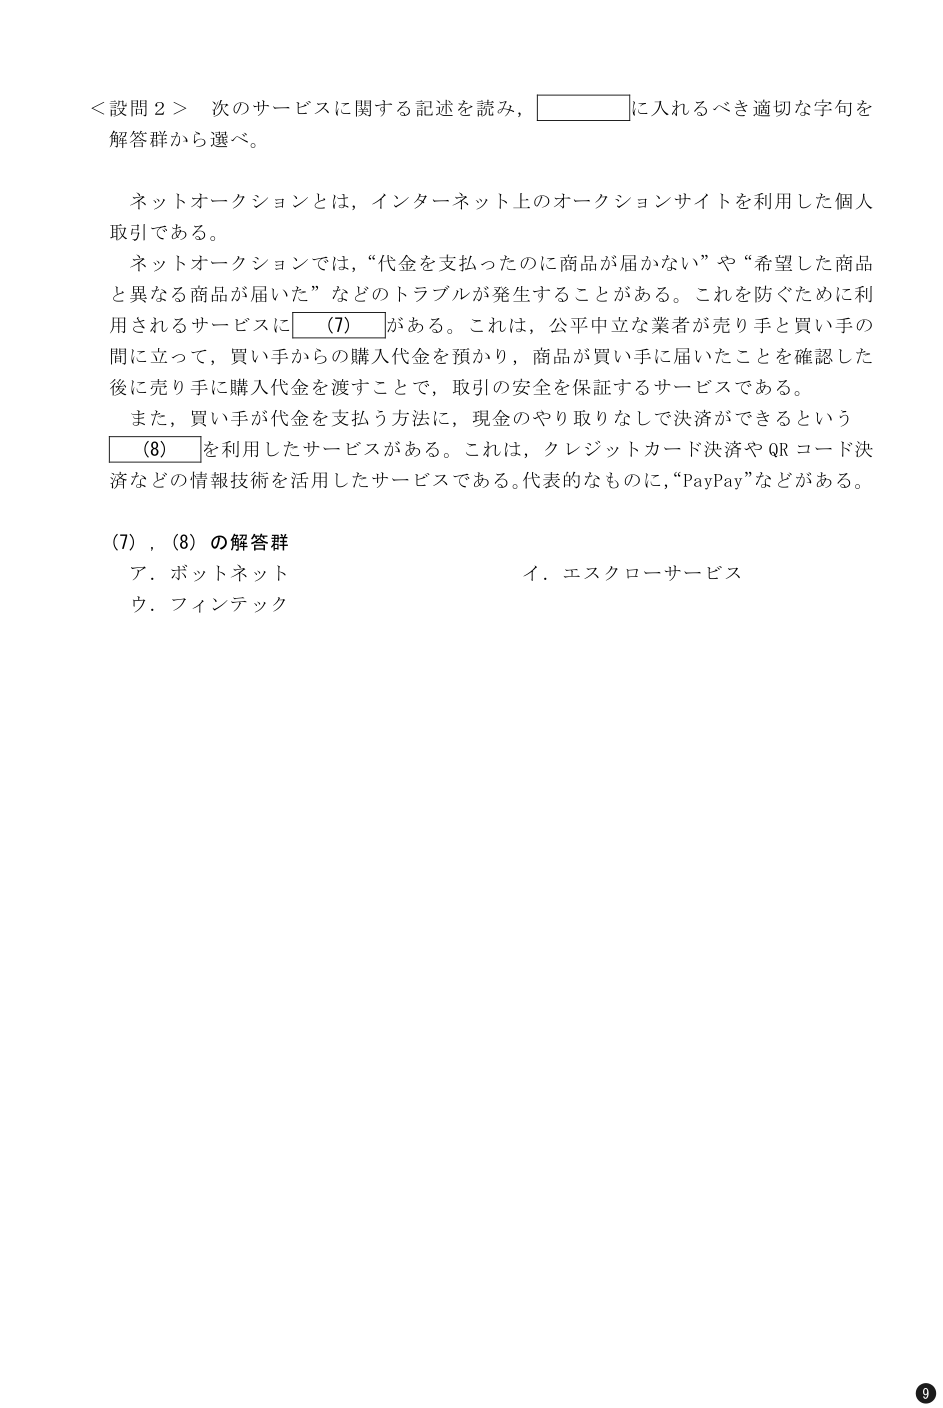 ＜設問２＞　次のサービスに関する記述を読み，　　　　に入れるべき適切な字句を
解答群から選べ。
ネットオークションとは，インターネット上のオークションサイトを利用した個人
取引である。
ネットオークションでは，“代金を支払ったのに商品が届かない”や“希望した商品
と異なる商品が届いた”などのトラブルが発生することがある。これを防ぐために利
用されるサービスに（7）がある。これは，公平中立な業者が売り手と買い手の
間に立って，買い手からの購入代金を預かり，商品が買い手に届いたことを確認した
後に売り手に購入代金を渡すことで，取引の安全を保証するサービスである。
また，買い手が代金を支払う方法に，現金のやり取りなしで決済ができるという
（8）を利用したサービスがある。これは，クレジットカード決済やQRコード決
済などの情報技術を活用したサービスである。代表的なものに，“PayPay”などがある。
（7），（8）の解答群
ア．ボットネット　　イ．エスクローサービス
ウ．フィンテック
9